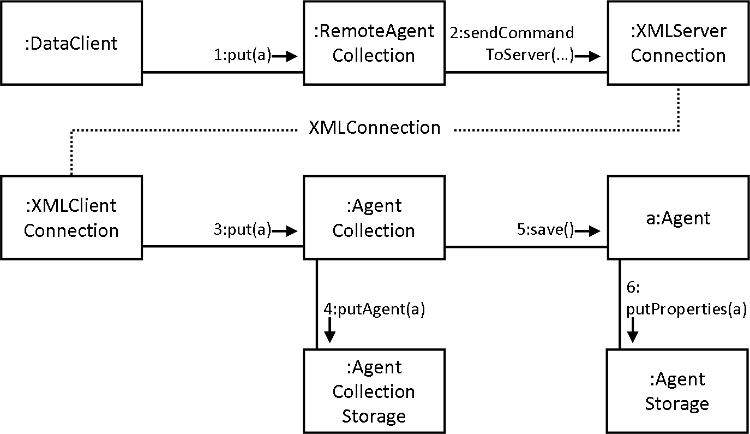 :DataClient
1:put(a)
:RemoteAgent
Collection
2:sendCommand
ToServer(...)
:XMLServer
Connection
XMLConnection
:XMLClient
Connection
3:put(a)
:Agent
Collection
5:save()
a:Agent
4:putAgent(a)
6:
putProperties(a)
:Agent
Collection
Storage
:Agent
Storage